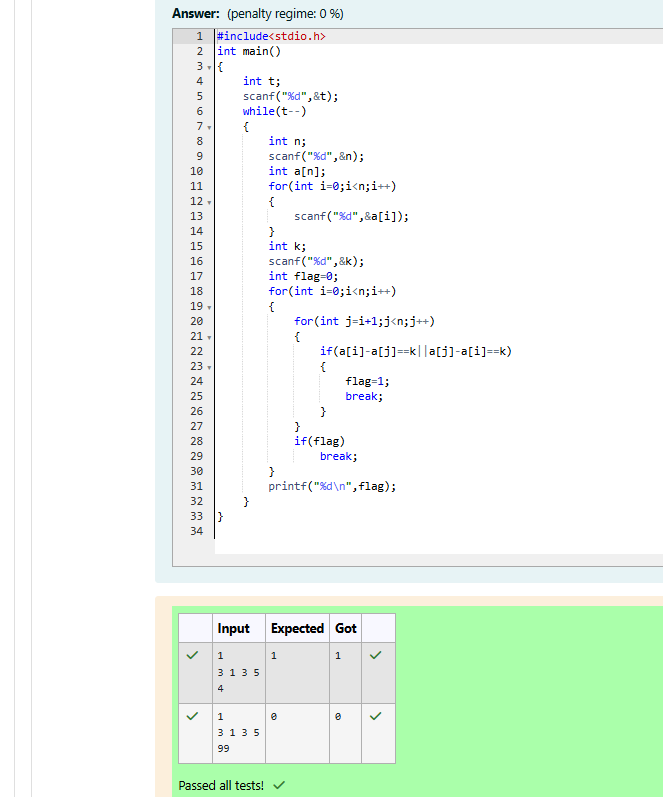 Answer: (penalty regime: 0 %)
1 #include<stdio.h>
2 int main()
3 {
4 int t;
5 scanf("%d",&t);
6 while(t--)
7 {
8 int n;
9 scanf("%d",&n);
10 int a[n];
11 for(int i=0;i<n;i++)
12 {
13 scanf("%d",&a[i]);
14 }
15 int k;
16 scanf("%d",&k);
17 int flag=0;
18 for(int i=0;i<n;i++)
19 {
20 for(int j=i+1;j<n;j++)
21 {
22 if(a[i]-a[j]==k||a[j]-a[i]==k)
23 {
24 flag=1;
25 break;
26 }
27 }
28 if(flag)
29 break;
30 }
31 printf("%d\n",flag);
32 }
33 }
34
Input Expected Got
1 1 1
3 1 3 5
4
1 0 0
3 1 3 5
99
Passed all tests!